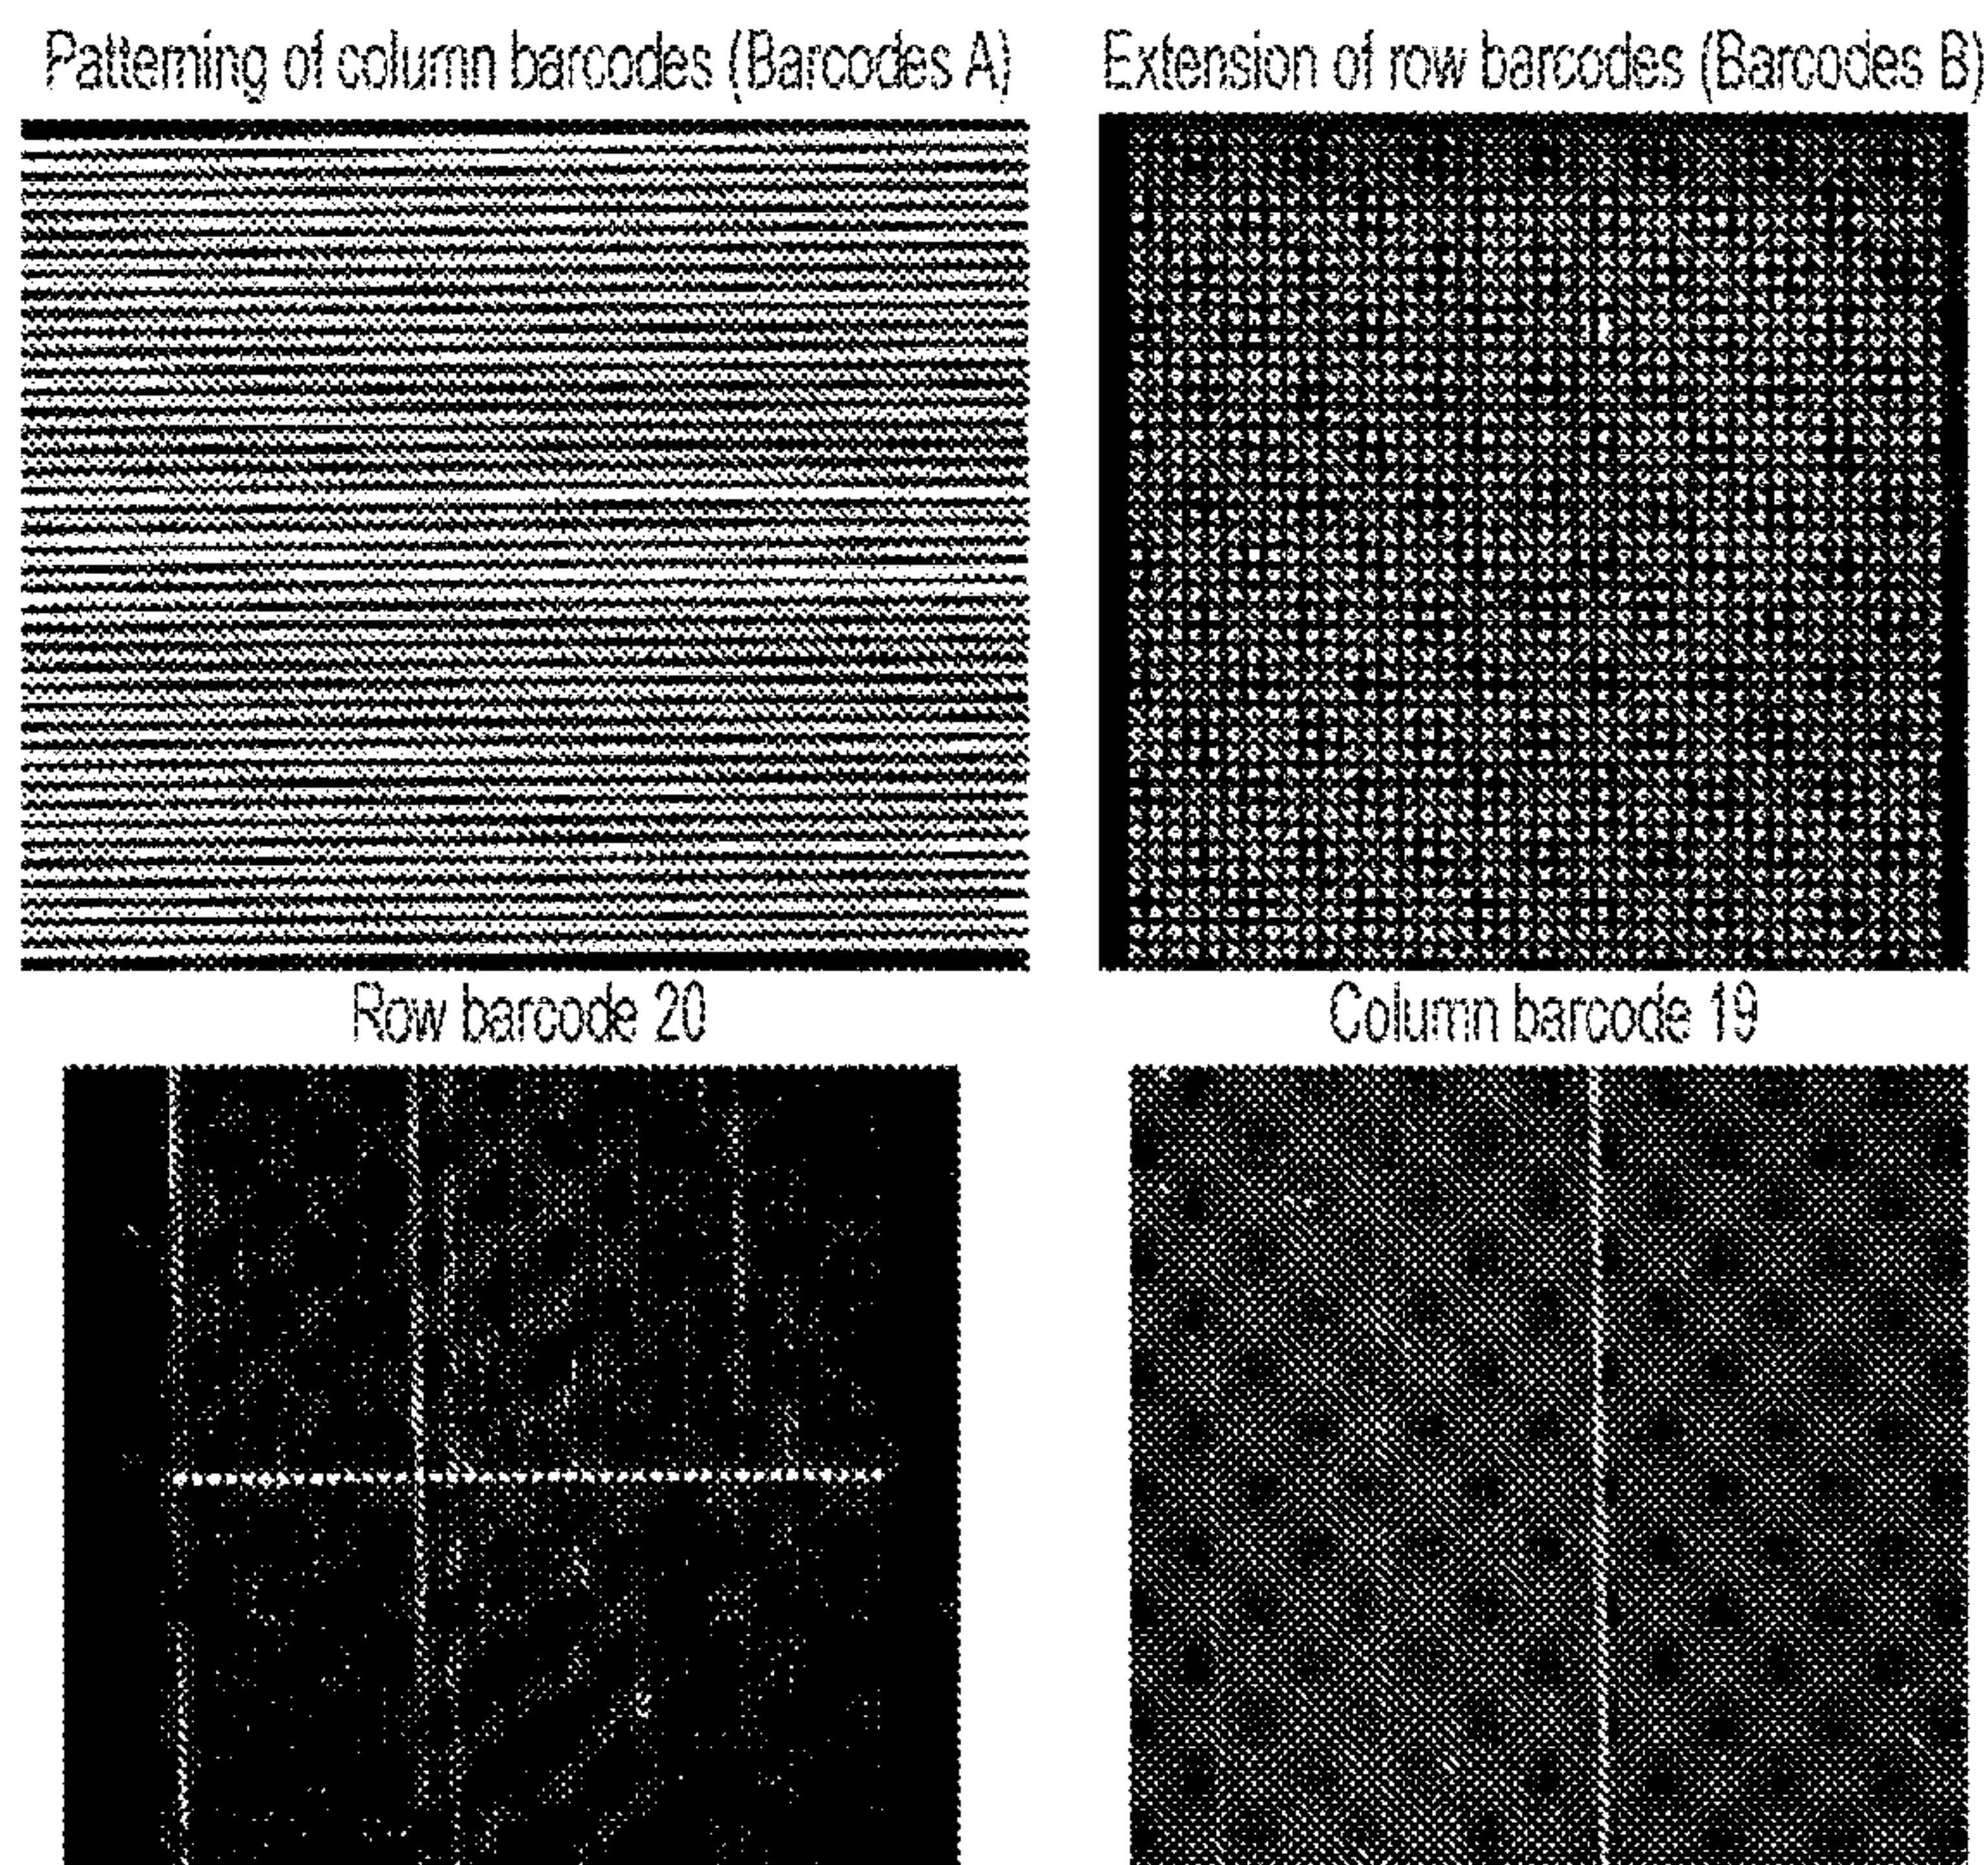 Patterning of column barcodes (Barcodes A)
Extension of row barcodes (Barcodes B)
Row barcode 20
Column barcode 19